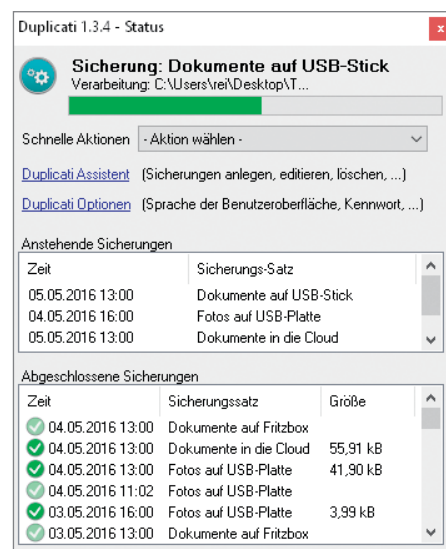 Duplicati 1.3.4 - Status
x
Sicherung: Dokumente auf USB-Stick
Verarbeitung: C:\Users\rei\Desktop\T...
Schnelle Aktionen - Aktion wählen -
Duplicati Assistent (Sicherungen anlegen, editieren, löschen, ...)
Duplicati Optionen (Sprache der Benutzeroberfläche, Kennwort, ...)
Anstehende Sicherungen
Zeit Sicherungs-Satz
05.05.2016 13:00 Dokumente auf USB-Stick
04.05.2016 16:00 Fotos auf USB-Platte
05.05.2016 13:00 Dokumente in die Cloud
Abgeschlossene Sicherungen
Zeit Sicherungssatz Größe
04.05.2016 13:00 Dokumente auf Fritzbox
04.05.2016 13:00 Dokumente in die Cloud 55,91 kB
04.05.2016 13:00 Fotos auf USB-Platte 41,90 kB
04.05.2016 11:02 Fotos auf USB-Platte
03.05.2016 16:00 Fotos auf USB-Platte 3,99 kB
03.05.2016 13:00 Dokumente auf Fritzbox